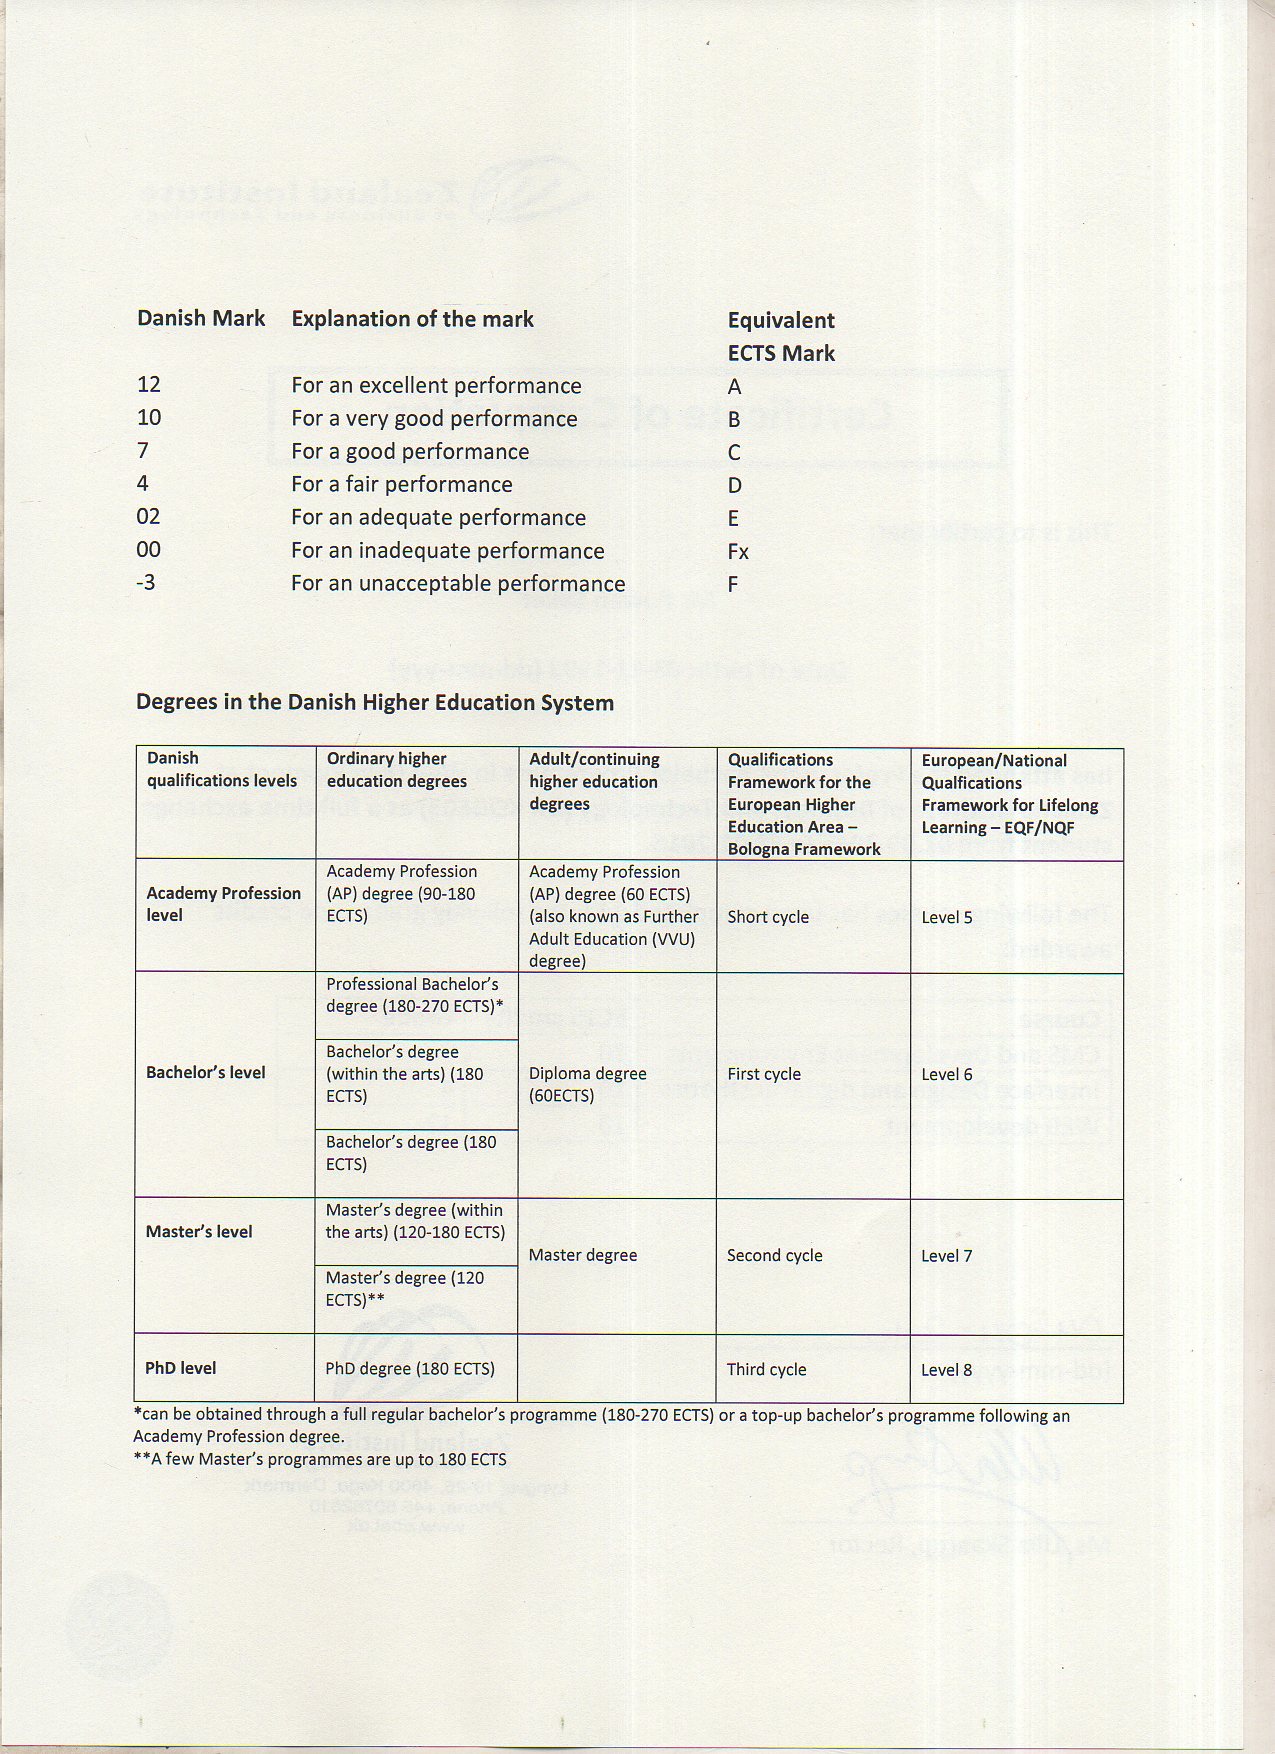 Danish Mark Explanation of the mark Equivalent
ECTS Mark
12 For an excellent performance A
10 For a very good performance B
7 For a good performance C
4 For a fair performance D
02 For an adequate performance E
00 For an inadequate performance Fx
-3 For an unacceptable performance F
Degrees in the Danish Higher Education System
Danish
qualifications levels
Ordinary higher
education degrees
Adult/continuing
higher education
degrees
Qualifications
Framework for the
European Higher
Education Area –
Bologna Framework
European/National
Qualfications
Framework for Lifelong
Learning – EQF/NQF
Academy Profession
level
Academy Profession
(AP) degree (90-180
ECTS)
Academy Profession
(AP) degree (60 ECTS)
(also known as Further
Adult Education (VVU)
degree)
Short cycle
Level 5
Bachelor's level
Professional Bachelor's
degree (180-270 ECTS)*
Bachelor's degree
(within the arts) (180
ECTS)
Bachelor's degree (180
ECTS)
Diploma degree
(60ECTS)
First cycle
Level 6
Master's level
Master's degree (within
the arts) (120-180 ECTS)
Master's degree (120
ECTS)**
Master degree
Second cycle
Level 7
PhD level
PhD degree (180 ECTS)
Third cycle
Level 8
*can be obtained through a full regular bachelor's programme (180-270 ECTS) or a top-up bachelor's programme following an
Academy Profession degree.
**A few Master's programmes are up to 180 ECTS